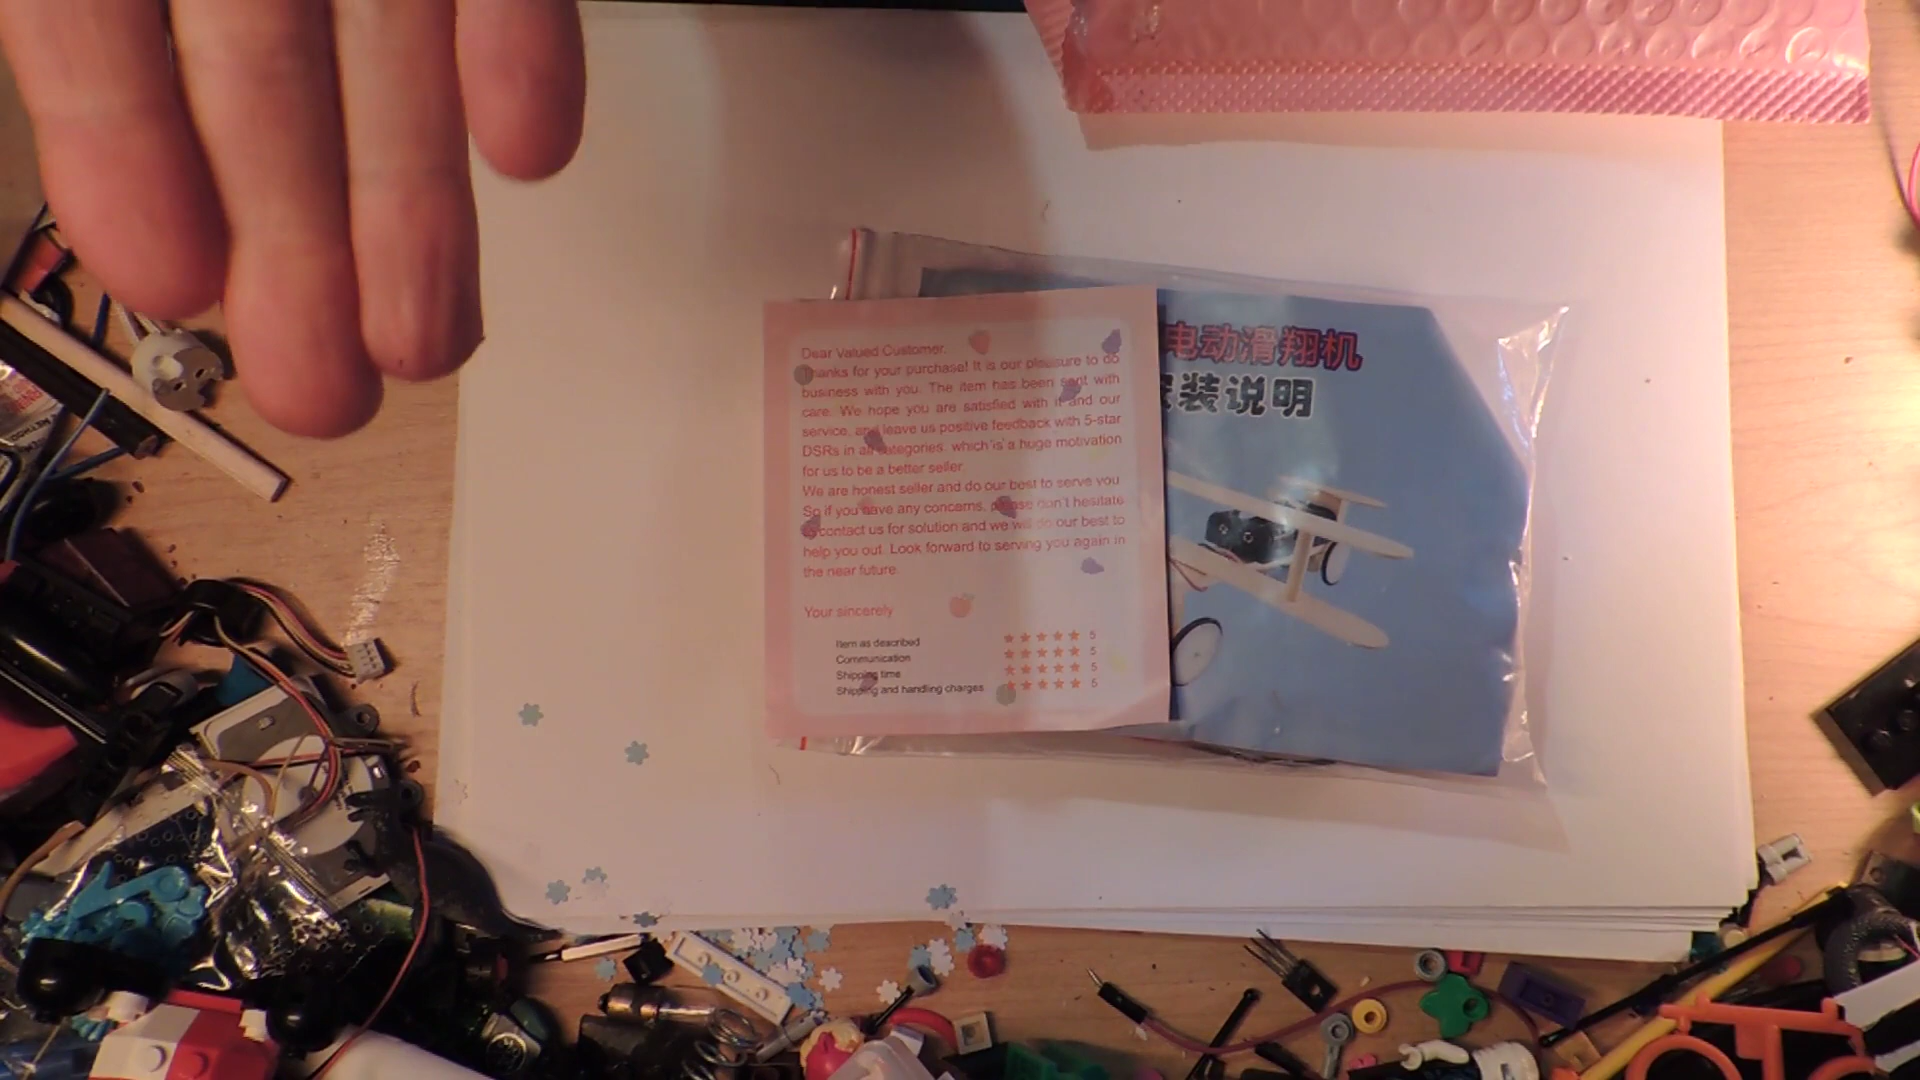 Dear Valued Customer,
Thanks for your purchase! It is our pleasure to do
business with you. The item has been sent with
care. We hope you are satisfied with it and our
service, and leave us positive feedback with 5-star
DSRs in all categories, which is a huge motivation
for us to be a better seller.
We are honest seller and do our best to serve you
So if you have any concerns, please don't hesitate
to contact us for solution and we will do our best to
help you out. Look forward to serving you again in
the near future.
Your sincerely
Item as described ★★★★★ 5
Communication ★★★★★ 5
Shipping time ★★★★★ 5
Shipping and handling charges ★★★★★ 5
电动滑翔机
装说明